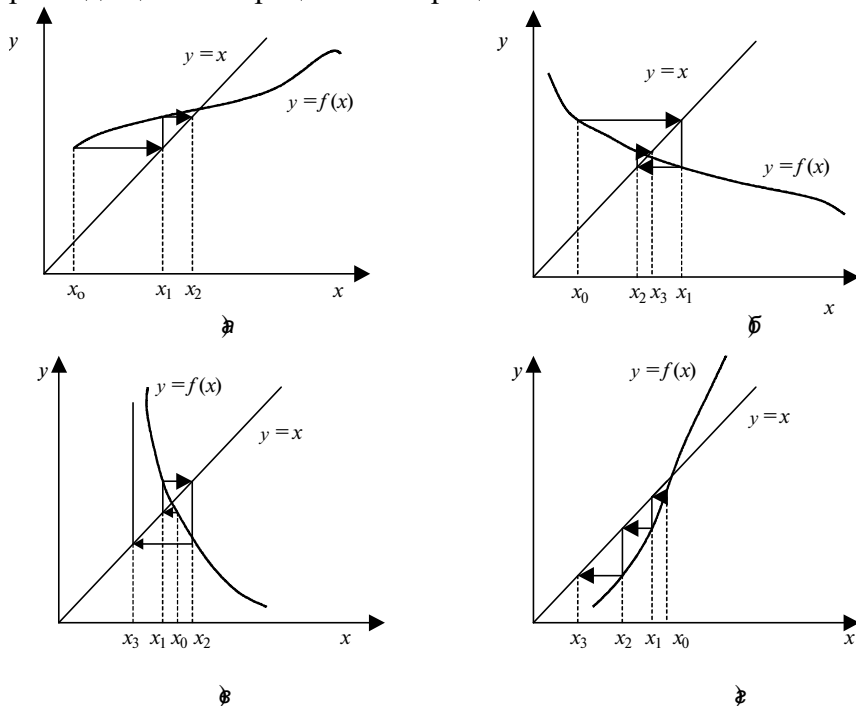 y
y = x
y = f(x)
x₀ x₁ x₂ x
а)
y
y = x
y = f(x)
x₀ x₂ x₃ x₁
x
б)
y
y = f(x)
y = x
x₃ x₁ x₀ x₂ x
в)
y
y = f(x)
y = x
x₃ x₂ x₁ x₀ x
г)